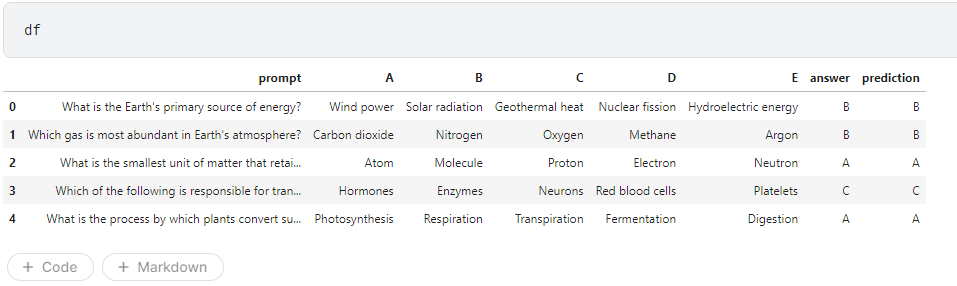 df
prompt A B C D E answer prediction
0 What is the Earth's primary source of energy? Wind power Solar radiation Geothermal heat Nuclear fission Hydroelectric energy B B
1 Which gas is most abundant in Earth's atmosphere? Carbon dioxide Nitrogen Oxygen Methane Argon B B
2 What is the smallest unit of matter that retai... Atom Molecule Proton Electron Neutron A A
3 Which of the following is responsible for tran... Hormones Enzymes Neurons Red blood cells Platelets C C
4 What is the process by which plants convert su... Photosynthesis Respiration Transpiration Fermentation Digestion A A
+ Code + Markdown